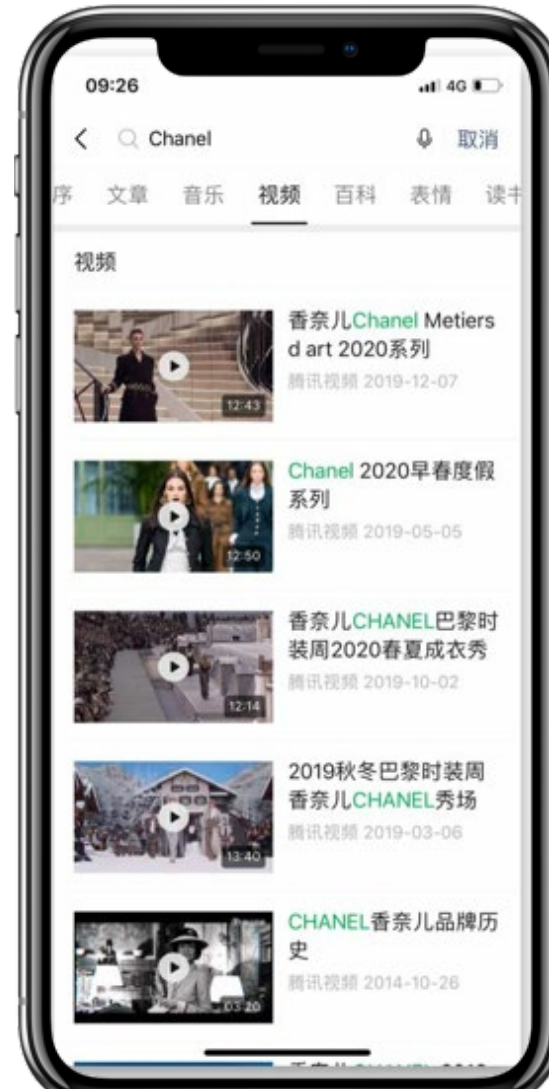 09:26
4G
Chanel
取消
序 文章 音乐 视频 百科 表情 读书
视频
香奈儿Chanel Metiers
d art 2020系列
腾讯视频 2019-12-07
12:43
Chanel 2020早春度假
系列
腾讯视频 2019-05-05
12:50
香奈儿CHANEL巴黎时
装周2020春夏成衣秀
腾讯视频 2019-10-02
12:14
2019秋冬巴黎时装周
香奈儿CHANEL秀场
腾讯视频 2019-03-06
13:40
CHANEL香奈儿品牌历
史
腾讯视频 2014-10-26
03:20